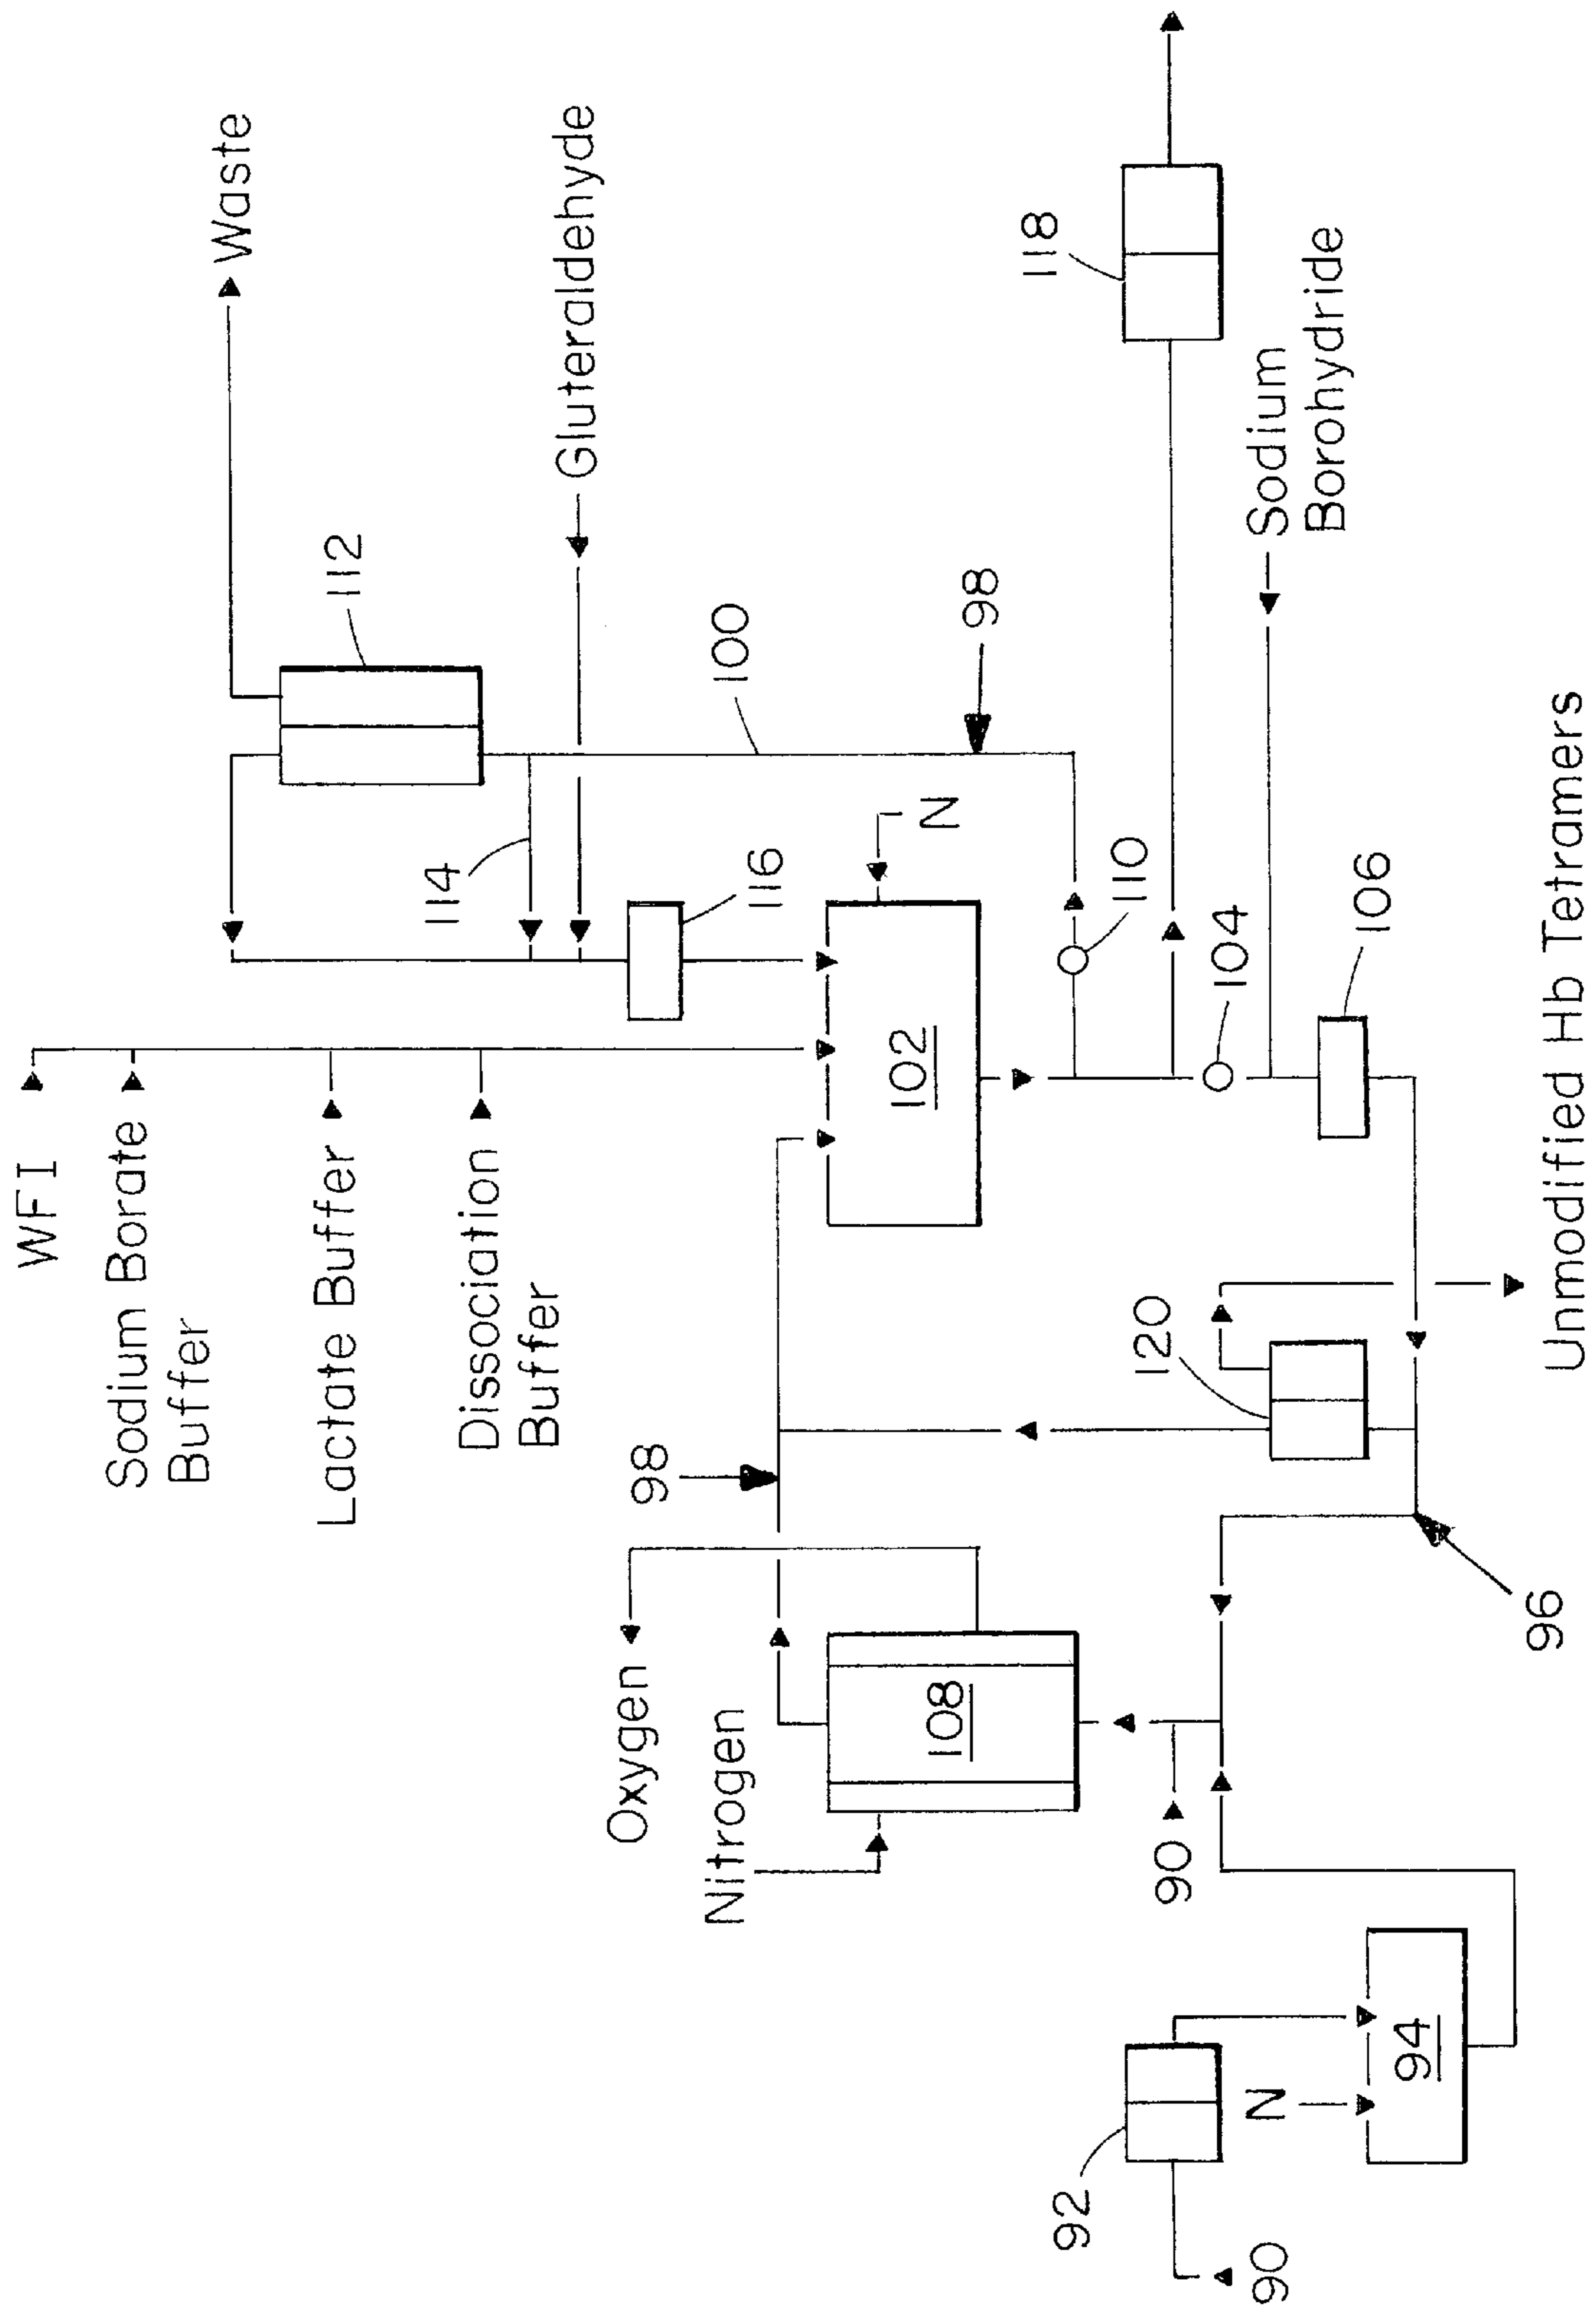 WFI
Sodium Borate
Buffer
Waste
Lactate Buffer
112
114
Dissociation
Buffer
Gluteraldehyde
Oxygen
98
Nitrogen
100
116
102
N
108
98
118
92
110
120
90
104
90
N
Sodium
Borohydride
106
94
96
Unmodified Hb Tetramers